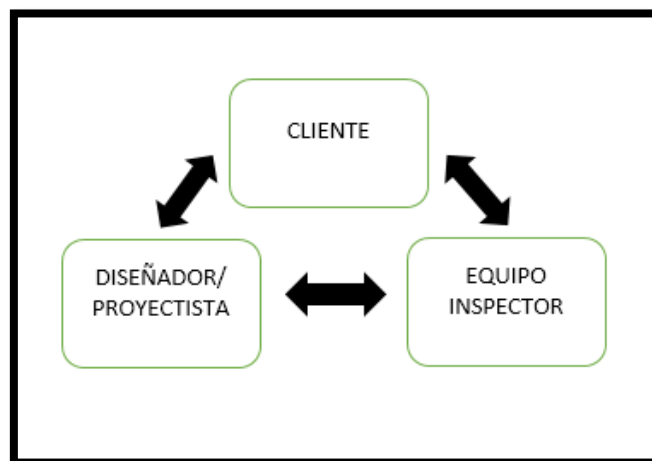 CLIENTE
DISEÑADOR/
PROYECTISTA
EQUIPO
INSPECTOR